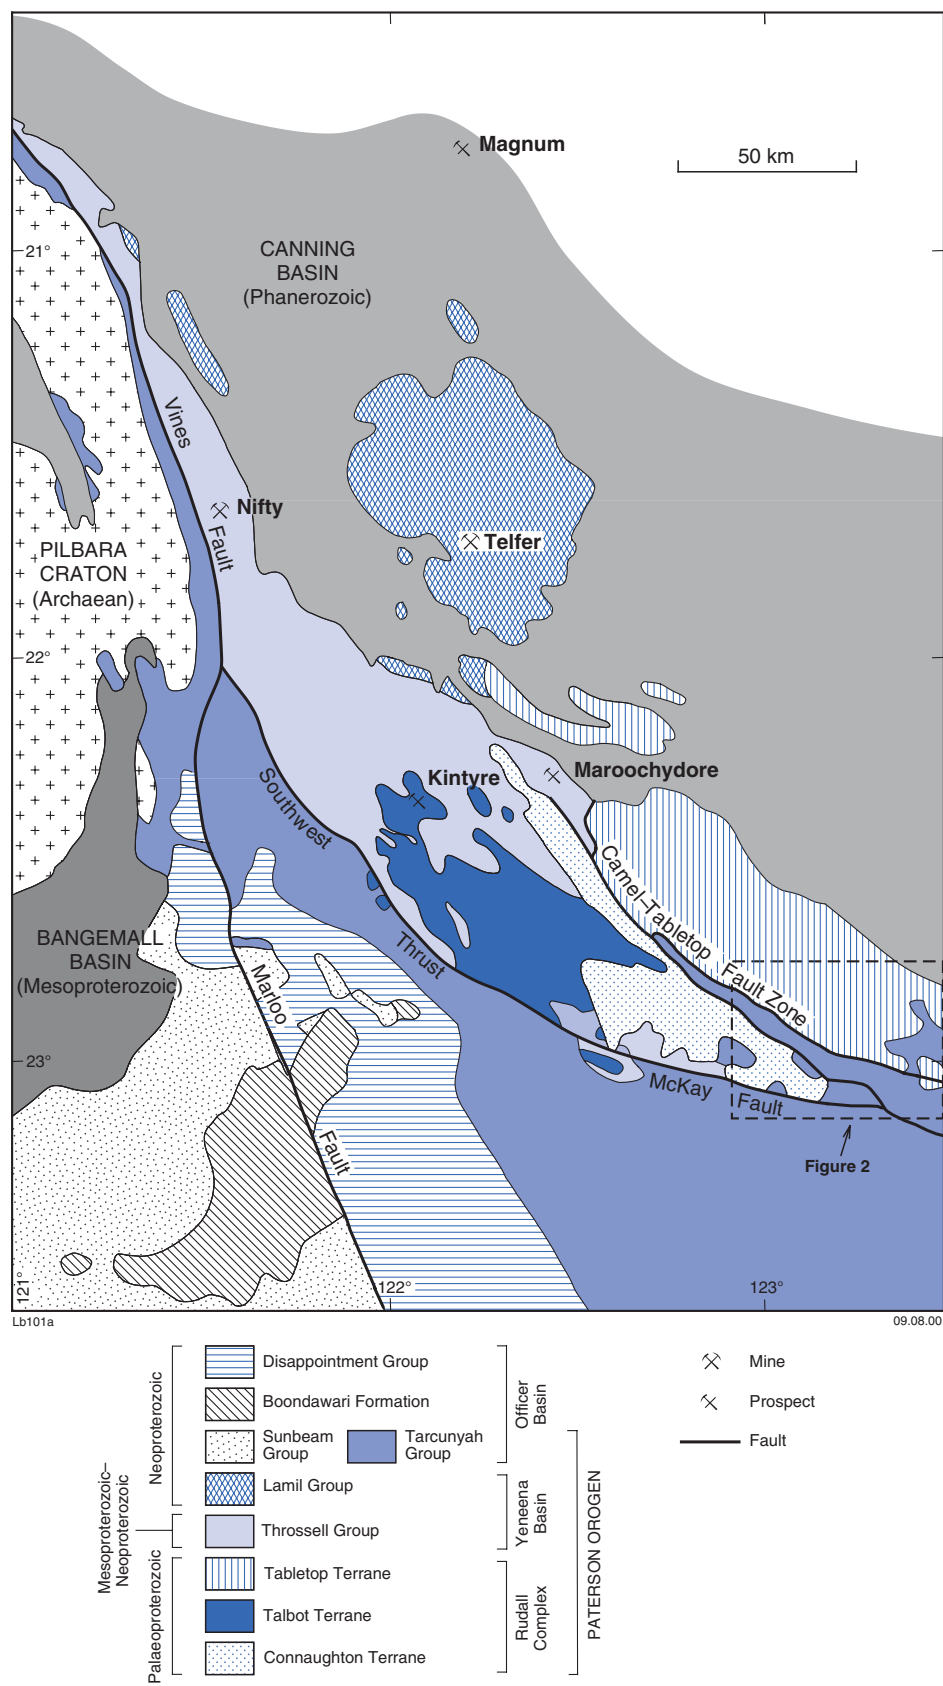 Magnum
50 km
CANNING
BASIN
(Phanerozoic)
21°
Vines
Fault
Nifty
Telfer
PILBARA
CRATON
(Archaean)
22°
Kintyre
Maroochydore
Southwest
Thrust
Camel-Tabletop
Fault Zone
BANGEMALL
BASIN
(Mesoproterozoic)
Marloo
Fault
23°
McKay
Fault
Figure 2
121°
122°
123°
Lb101a
09.08.00
Neoproterozoic
Mesoproterozoic–
Neoproterozoic
Palaeoproterozoic
Disappointment Group
Boondawari Formation
Sunbeam
Group
Tarcunyah
Group
Lamil Group
Throssell Group
Tabletop Terrane
Talbot Terrane
Connaughton Terrane
Officer
Basin
Yeneena
Basin
Rudall
Complex
PATERSON OROGEN
Mine
Prospect
Fault